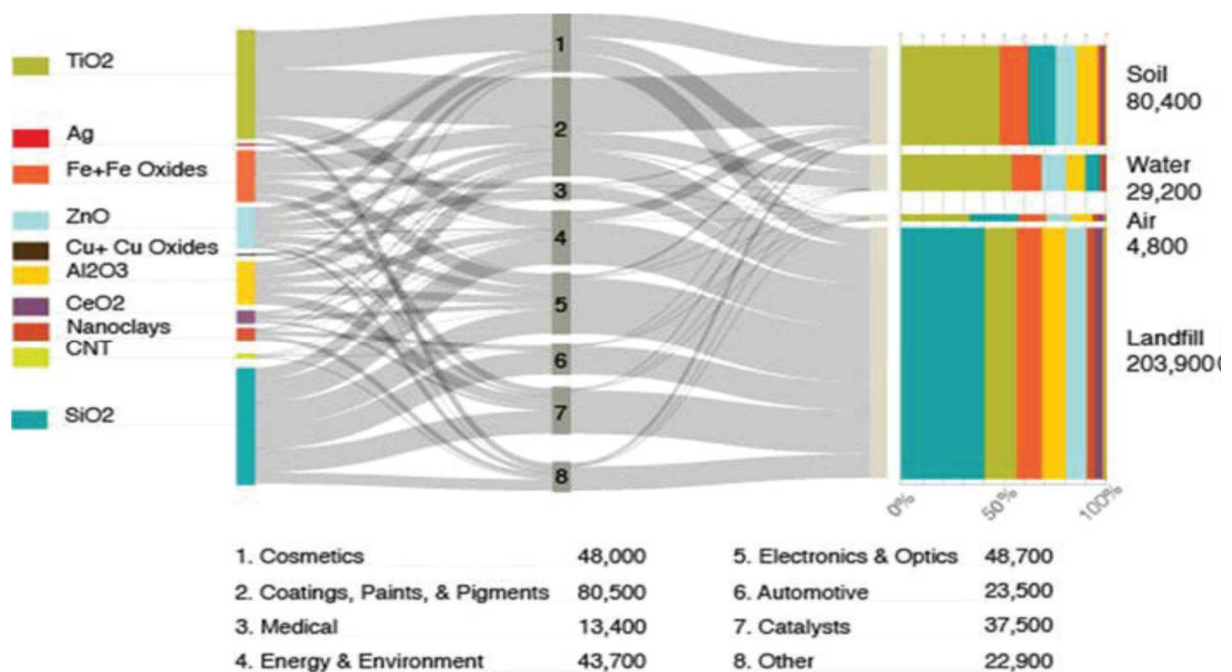 TiO2
Ag
Fe+Fe Oxides
ZnO
Cu+ Cu Oxides
Al2O3
CeO2
Nanoclays
CNT
SiO2
1
2
3
4
5
6
7
8
Soil
80,400
Water
29,200
Air
4,800
Landfill
203,900
0%
50%
100%
1. Cosmetics 48,000
2. Coatings, Paints, & Pigments 80,500
3. Medical 13,400
4. Energy & Environment 43,700
5. Electronics & Optics 48,700
6. Automotive 23,500
7. Catalysts 37,500
8. Other 22,900